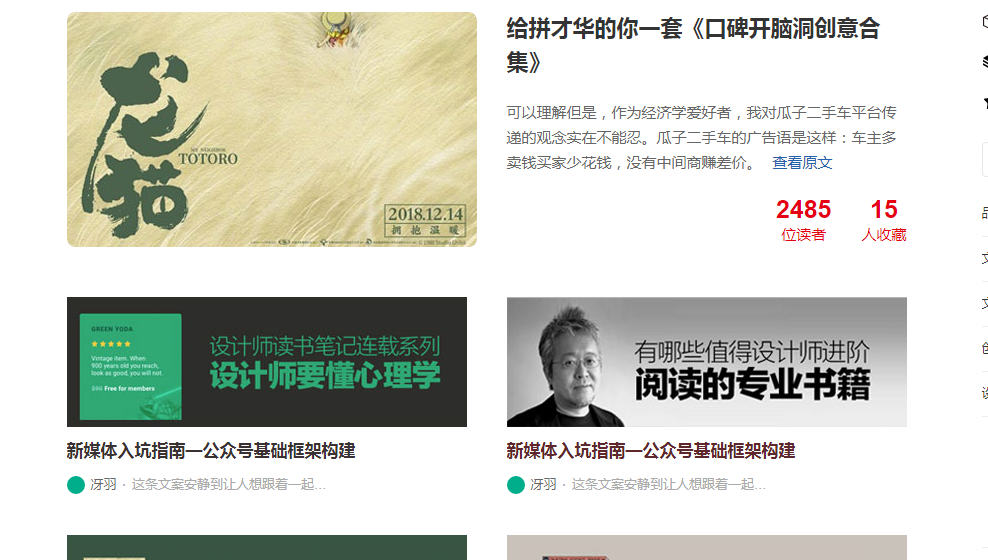 龙猫
MY NEIGHBOR
TOTORO
2018.12.14
拥抱温暖
给拼才华的你一套《口碑开脑洞创意合
集》
可以理解但是，作为经济学爱好者，我对瓜子二手车平台传
递的观念实在不能忍。瓜子二手车的广告语是这样：车主多
卖钱买家少花钱，没有中间商赚差价。 查看原文
2485 15
位读者 人收藏
GREEN YODA
Vintage item. When
900 years old you reach,
look as good, you will not.
$98 Free for members
设计师读书笔记连载系列
设计师要懂心理学
有哪些值得设计师进阶
阅读的专业书籍
新媒体入坑指南—公众号基础框架构建
冴羽 · 这条文案安静到让人想跟着一起...
新媒体入坑指南—公众号基础框架构建
冴羽 · 这条文案安静到让人想跟着一起...